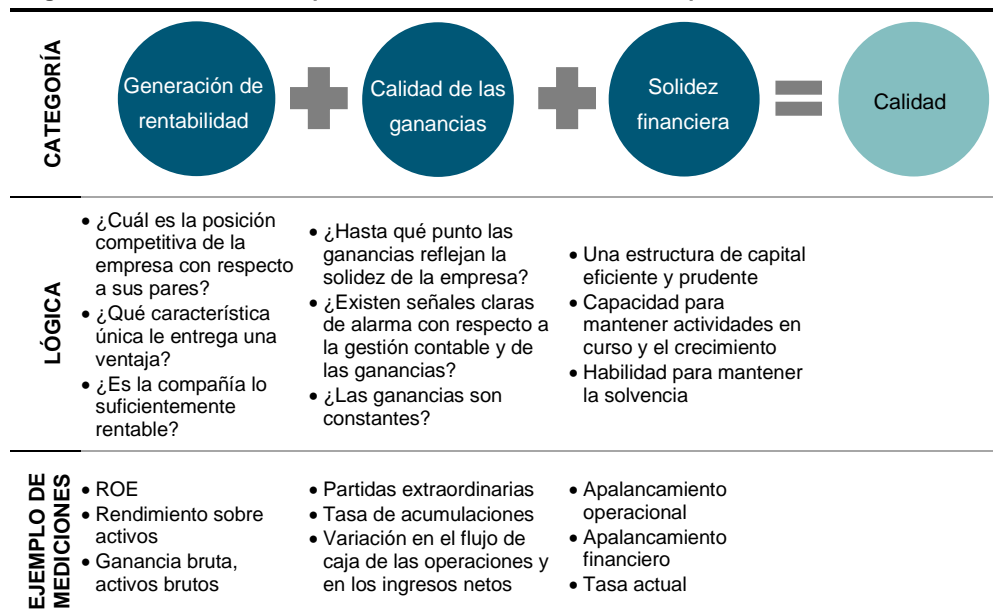 CATEGORÍA
Generación de
rentabilidad
Calidad de las
ganancias
Solidez
financiera
Calidad
LÓGICA
• ¿Cuál es la posición
competitiva de la
empresa con respecto
a sus pares?
• ¿Qué característica
única le entrega una
ventaja?
• ¿Es la compañía lo
suficientemente
rentable?
• ¿Hasta qué punto las
ganancias reflejan la
solidez de la empresa?
• ¿Existen señales claras
de alarma con respecto a
la gestión contable y de
las ganancias?
• ¿Las ganancias son
constantes?
• Una estructura de capital
eficiente y prudente
• Capacidad para
mantener actividades en
curso y el crecimiento
• Habilidad para mantener
la solvencia
EJEMPLO DE
MEDICIONES
• ROE
• Rendimiento sobre
activos
• Ganancia bruta,
activos brutos
• Partidas extraordinarias
• Tasa de acumulaciones
• Variación en el flujo de
caja de las operaciones y
en los ingresos netos
• Apalancamiento
operacional
• Apalancamiento
financiero
• Tasa actual